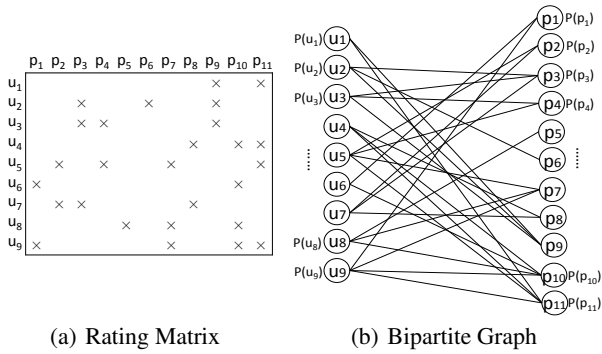 p₁ p₂ p₃ p₄ p₅ p₆ p₇ p₈ p₉ p₁₀ p₁₁
u₁ × ×
u₂ × × ×
u₃ × × ×
u₄ × × ×
u₅ × × × ×
u₆ × ×
u₇ × × ×
u₈ × × ×
u₉ × × × ×
(a) Rating Matrix
P(u₁) u1
P(u₂) u2
P(u₃) u3
u4
u5
u6
u7
P(u₈) u8
P(u₉) u9
p1 P(p₁)
p2 P(p₂)
p3 P(p₃)
p4 P(p₄)
p5
p6
p7
p8
p9
p10 P(p₁₀)
p11 P(p₁₁)
(b) Bipartite Graph